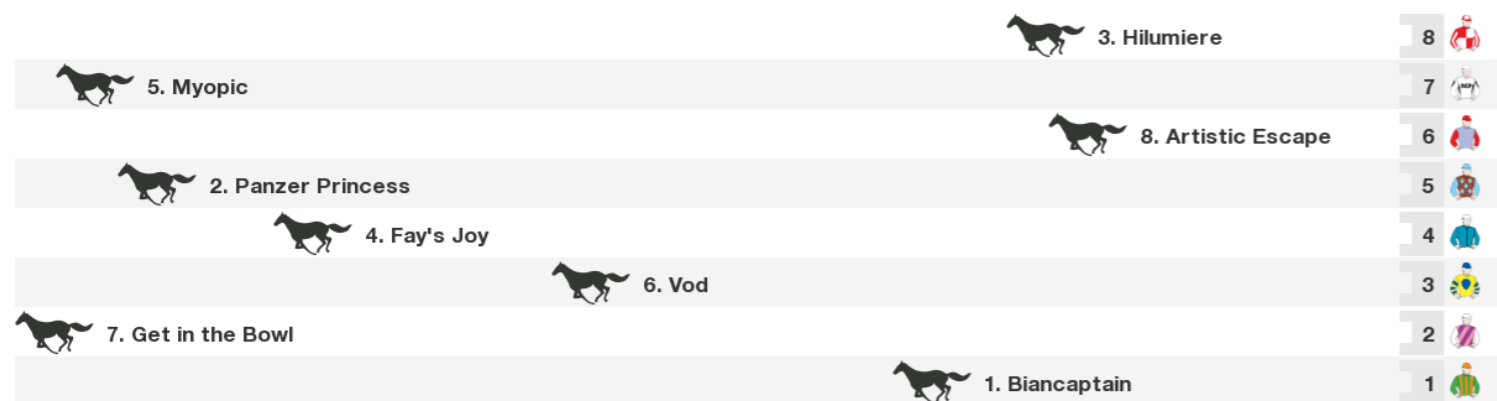 3. Hilumiere 8
5. Myopic 7
8. Artistic Escape 6
2. Panzer Princess 5
4. Fay's Joy 4
6. Vod 3
7. Get in the Bowl 2
1. Biancaptain 1